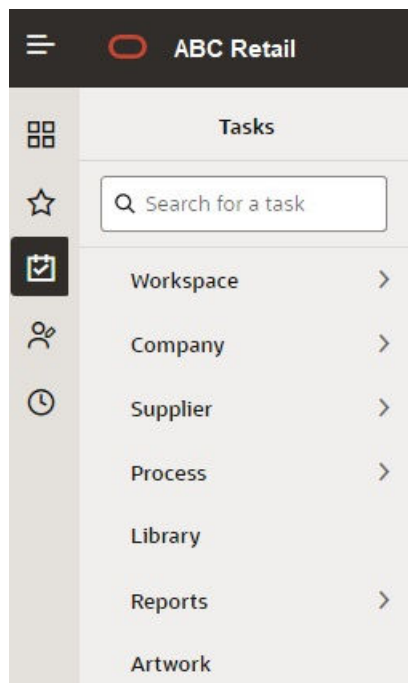 ABC Retail
Tasks
Search for a task
Workspace
Company
Supplier
Process
Library
Reports
Artwork